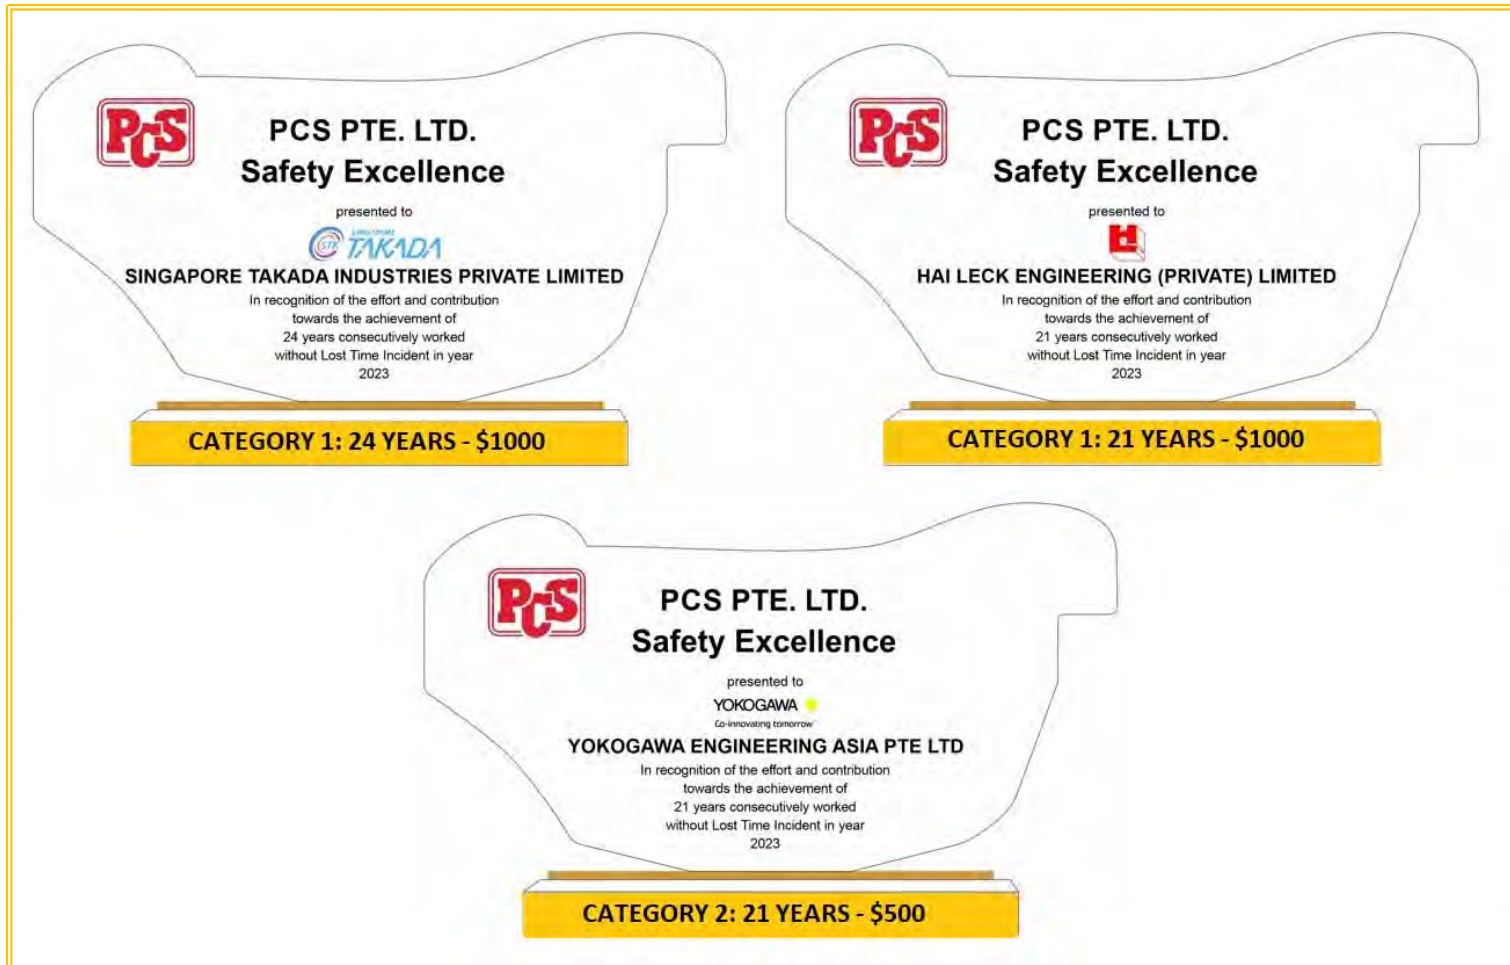 PCS
PCS PTE. LTD.
Safety Excellence
presented to
SINGAPORE
STK TAKADA
SINGAPORE TAKADA INDUSTRIES PRIVATE LIMITED
In recognition of the effort and contribution
towards the achievement of
24 years consecutively worked
without Lost Time Incident in year
2023
CATEGORY 1: 24 YEARS - $1000
PCS
PCS PTE. LTD.
Safety Excellence
presented to
HAI LECK ENGINEERING (PRIVATE) LIMITED
In recognition of the effort and contribution
towards the achievement of
21 years consecutively worked
without Lost Time Incident in year
2023
CATEGORY 1: 21 YEARS - $1000
PCS
PCS PTE. LTD.
Safety Excellence
presented to
YOKOGAWA
Co-innovating tomorrow
YOKOGAWA ENGINEERING ASIA PTE LTD
In recognition of the effort and contribution
towards the achievement of
21 years consecutively worked
without Lost Time Incident in year
2023
CATEGORY 2: 21 YEARS - $500